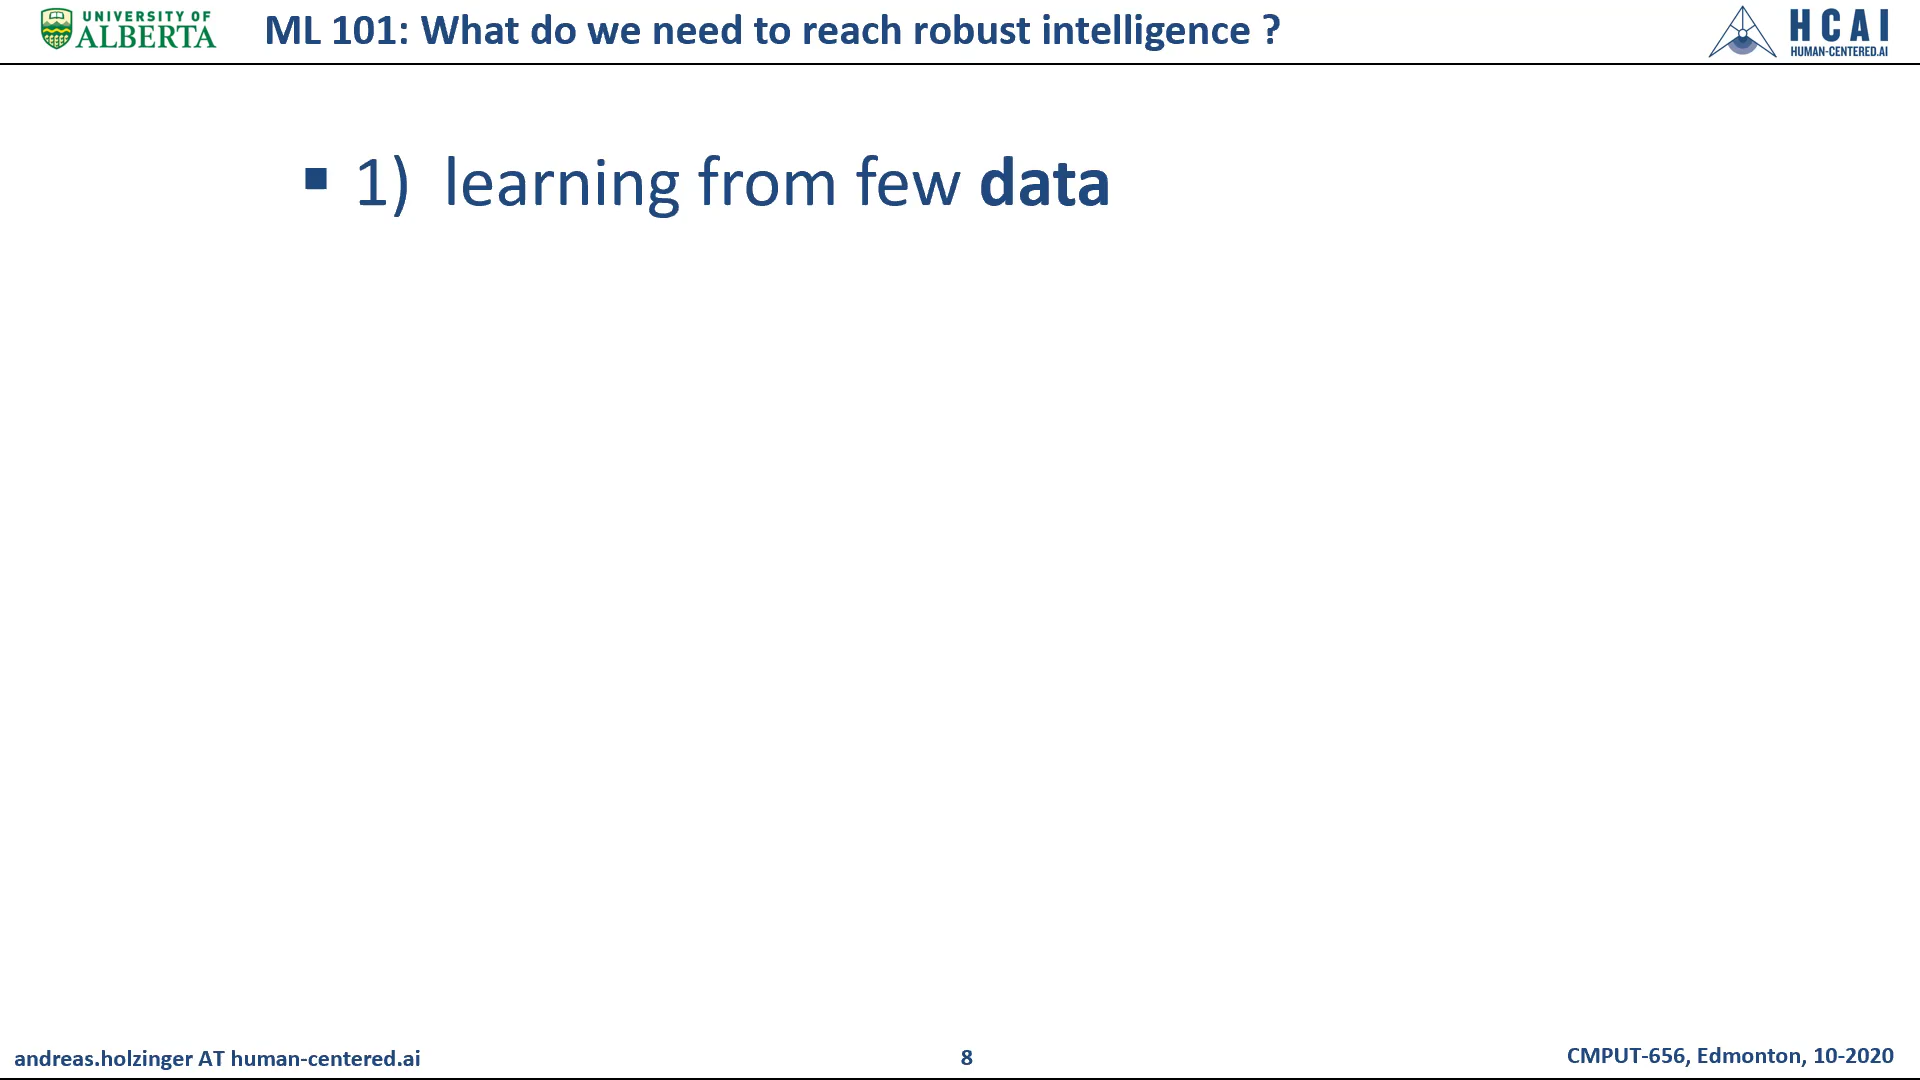 UNIVERSITY OF
ALBERTA
ML 101: What do we need to reach robust intelligence ?
HCAI
HUMAN-CENTERED.AI
▪ 1) learning from few data
andreas.holzinger AT human-centered.ai
8
CMPUT-656, Edmonton, 10-2020